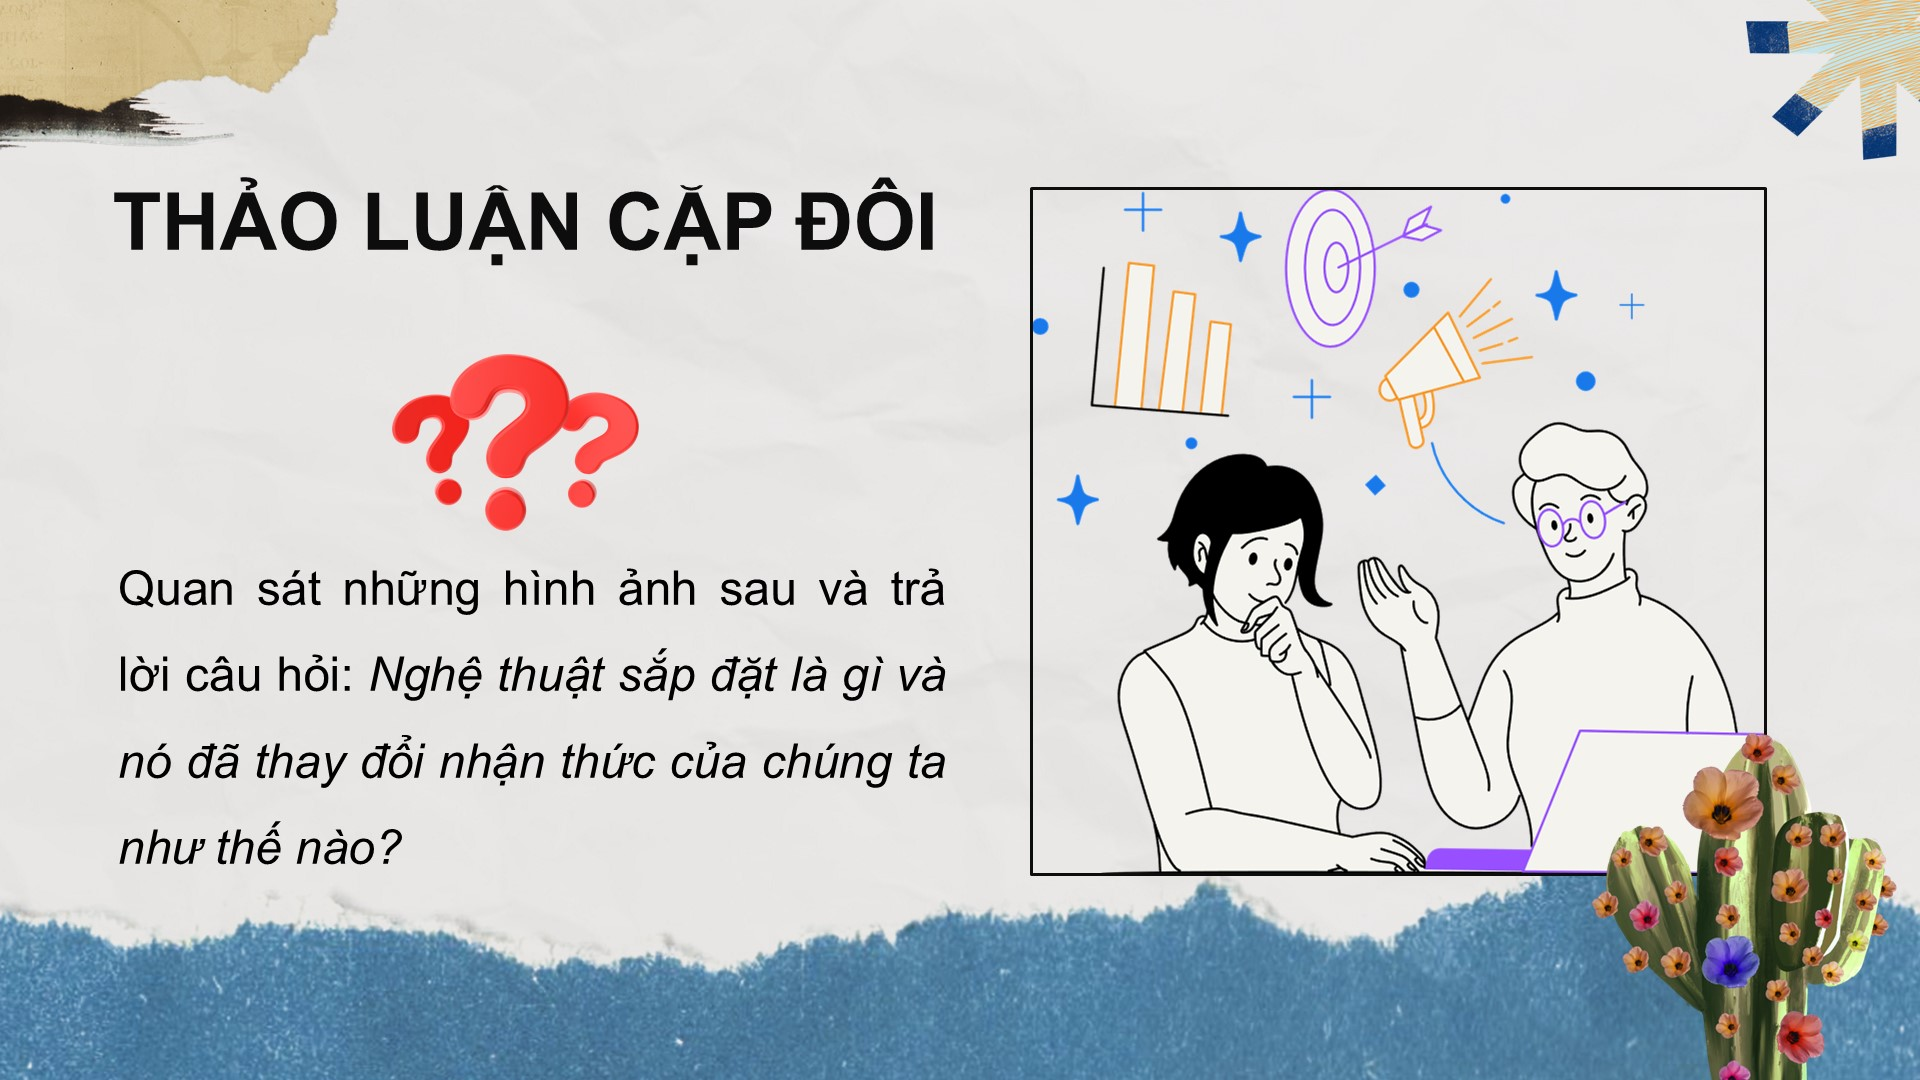 THẢO LUẬN CẶP ĐÔI
Quan sát những hình ảnh sau và trả
lời câu hỏi: Nghệ thuật sắp đặt là gì và
nó đã thay đổi nhận thức của chúng ta
như thế nào?